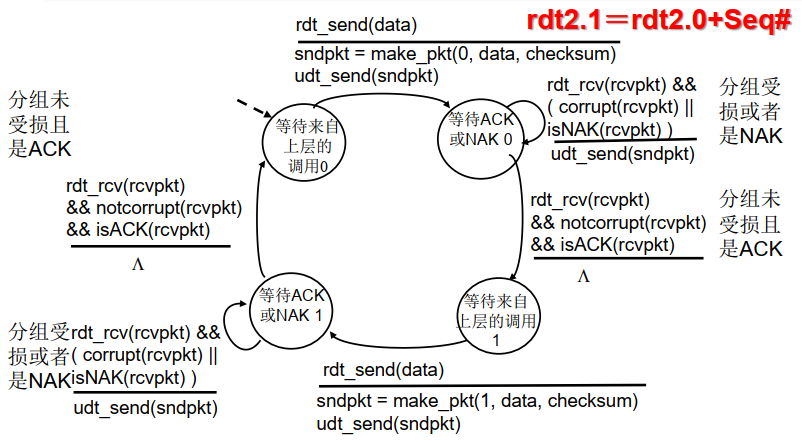 rdt_send(data)
rdt2.1＝rdt2.0+Seq#
sndpkt = make_pkt(0, data, checksum)
udt_send(sndpkt)
分组未
受损且
是ACK
等待来自
上层的
调用0
等待ACK
或NAK 0
rdt_rcv(rcvpkt) &&
( corrupt(rcvpkt) ||
isNAK(rcvpkt) )
udt_send(sndpkt)
分组受
损或者
是NAK
rdt_rcv(rcvpkt)
&& notcorrupt(rcvpkt)
&& isACK(rcvpkt)
Λ
rdt_rcv(rcvpkt)
&& notcorrupt(rcvpkt)
&& isACK(rcvpkt)
Λ
分组未
受损且
是ACK
等待ACK
或NAK 1
等待来自
上层的调用
1
分组受
损或者
是NAK
rdt_rcv(rcvpkt) &&
( corrupt(rcvpkt) ||
isNAK(rcvpkt) )
udt_send(sndpkt)
rdt_send(data)
sndpkt = make_pkt(1, data, checksum)
udt_send(sndpkt)